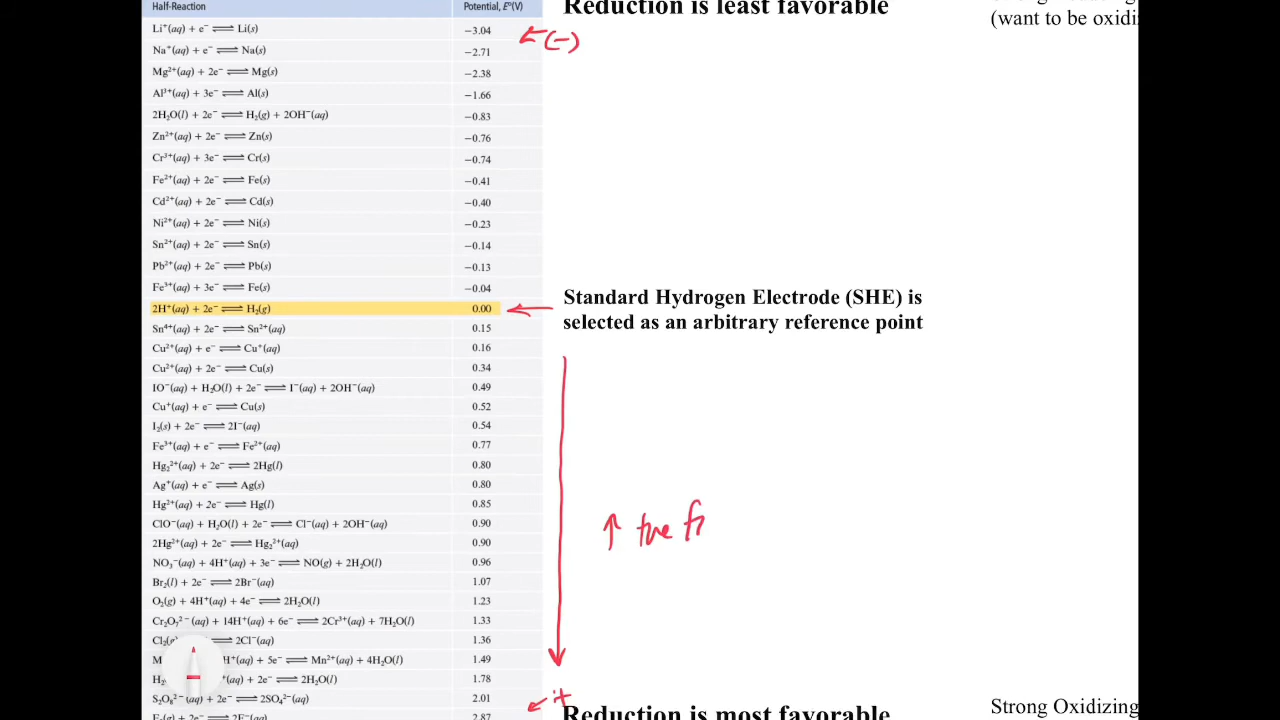 Half-Reaction Potential, E°(V)
Reduction is least favorable
(want to be oxidi
Li⁺(aq) + e⁻ ⇌ Li(s) −3.04
← (−)
Na⁺(aq) + e⁻ ⇌ Na(s) −2.71
Mg²⁺(aq) + 2e⁻ ⇌ Mg(s) −2.38
Al³⁺(aq) + 3e⁻ ⇌ Al(s) −1.66
2H₂O(l) + 2e⁻ ⇌ H₂(g) + 2OH⁻(aq) −0.83
Zn²⁺(aq) + 2e⁻ ⇌ Zn(s) −0.76
Cr³⁺(aq) + 3e⁻ ⇌ Cr(s) −0.74
Fe²⁺(aq) + 2e⁻ ⇌ Fe(s) −0.41
Cd²⁺(aq) + 2e⁻ ⇌ Cd(s) −0.40
Ni²⁺(aq) + 2e⁻ ⇌ Ni(s) −0.23
Sn²⁺(aq) + 2e⁻ ⇌ Sn(s) −0.14
Pb²⁺(aq) + 2e⁻ ⇌ Pb(s) −0.13
Fe³⁺(aq) + 3e⁻ ⇌ Fe(s) −0.04
2H⁺(aq) + 2e⁻ ⇌ H₂(g) 0.00
Standard Hydrogen Electrode (SHE) is
selected as an arbitrary reference point
Sn⁴⁺(aq) + 2e⁻ ⇌ Sn²⁺(aq) 0.15
Cu²⁺(aq) + e⁻ ⇌ Cu⁺(aq) 0.16
Cu²⁺(aq) + 2e⁻ ⇌ Cu(s) 0.34
IO⁻(aq) + H₂O(l) + 2e⁻ ⇌ I⁻(aq) + 2OH⁻(aq) 0.49
Cu⁺(aq) + e⁻ ⇌ Cu(s) 0.52
I₂(s) + 2e⁻ ⇌ 2I⁻(aq) 0.54
Fe³⁺(aq) + e⁻ ⇌ Fe²⁺(aq) 0.77
Hg₂²⁺(aq) + 2e⁻ ⇌ 2Hg(l) 0.80
Ag⁺(aq) + e⁻ ⇌ Ag(s) 0.80
Hg²⁺(aq) + 2e⁻ ⇌ Hg(l) 0.85
ClO⁻(aq) + H₂O(l) + 2e⁻ ⇌ Cl⁻(aq) + 2OH⁻(aq) 0.90
2Hg²⁺(aq) + 2e⁻ ⇌ Hg₂²⁺(aq) 0.90
NO₃⁻(aq) + 4H⁺(aq) + 3e⁻ ⇌ NO(g) + 2H₂O(l) 0.96
Br₂(l) + 2e⁻ ⇌ 2Br⁻(aq) 1.07
O₂(g) + 4H⁺(aq) + 4e⁻ ⇌ 2H₂O(l) 1.23
Cr₂O₇²⁻(aq) + 14H⁺(aq) + 6e⁻ ⇌ 2Cr³⁺(aq) + 7H₂O(l) 1.33
Cl₂(g ⇌ 2Cl⁻(aq) 1.36
M H⁺(aq) + 5e⁻ ⇌ Mn²⁺(aq) + 4H₂O(l) 1.49
H₂ ⁺(aq) + 2e⁻ ⇌ 2H₂O(l) 1.78
S₂O₈²⁻(aq) + 2e⁻ ⇌ 2SO₄²⁻(aq) 2.01
Strong Oxidizing
F₂(g) + 2e⁻ ⇌ 2F⁻(aq) 2.87
Reduction is most favorable